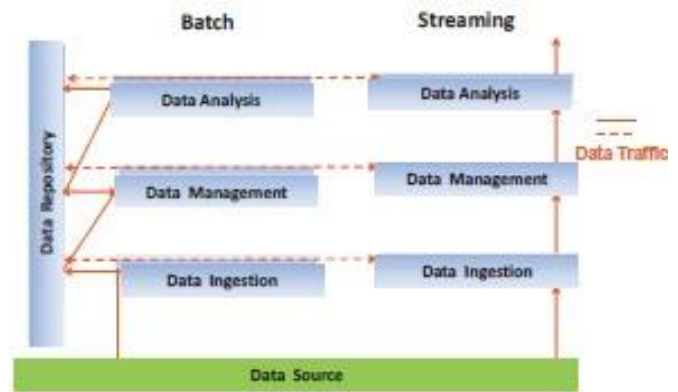 Batch
Streaming
Data Repository
Data Analysis
Data Analysis
Data Traffic
Data Management
Data Management
Data Ingestion
Data Ingestion
Data Source